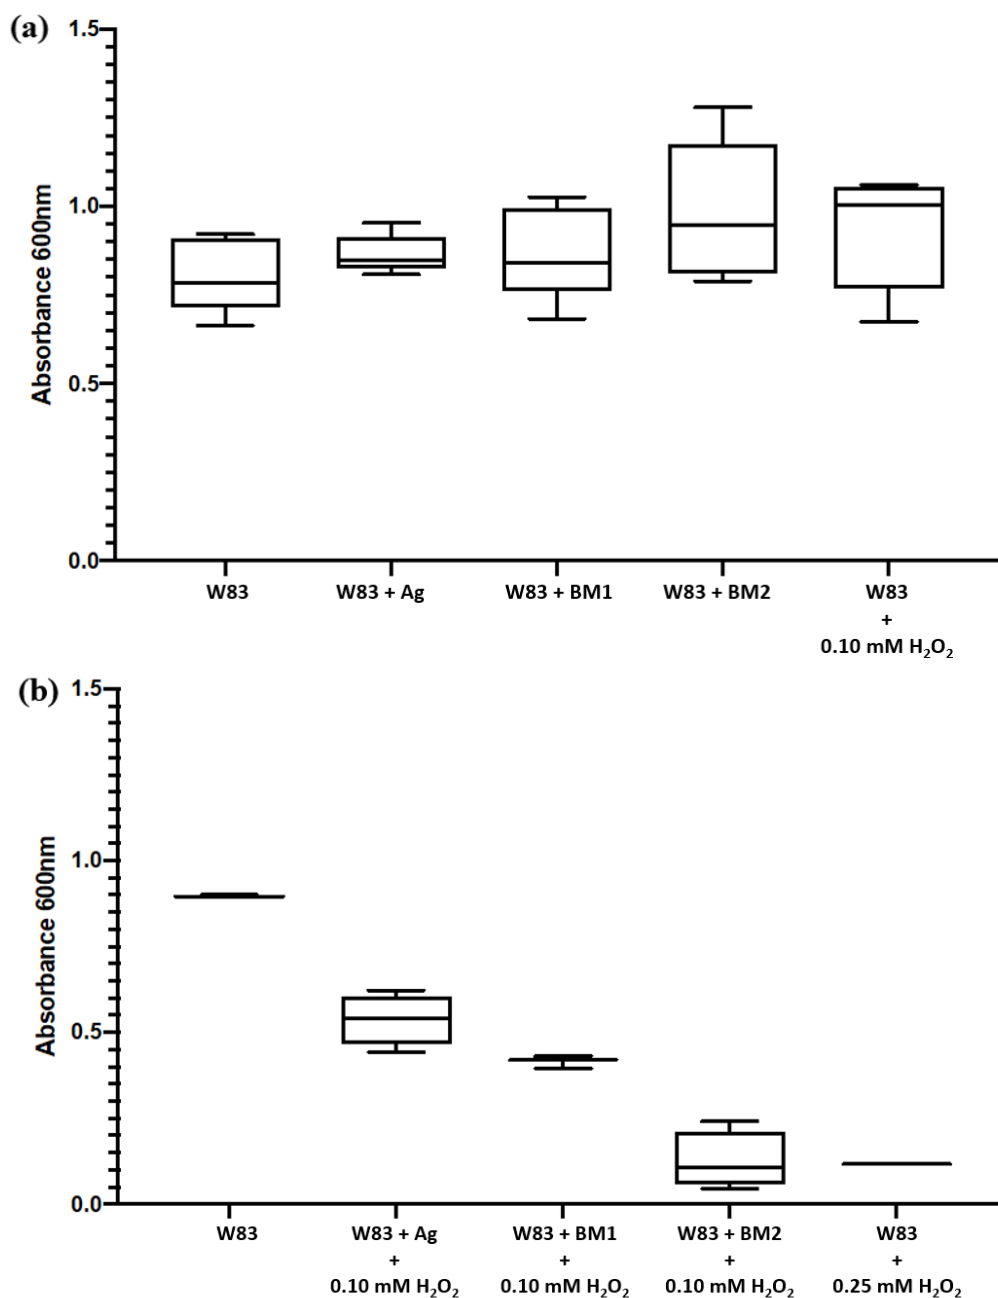 (a)
1.5
1.0
0.5
0.0
Absorbance 600nm
W83
W83 + Ag
W83 + BM1
W83 + BM2
W83
+
0.10 mM H₂O₂
(b)
1.5
1.0
0.5
0.0
Absorbance 600nm
W83
W83 + Ag
+
0.10 mM H₂O₂
W83 + BM1
+
0.10 mM H₂O₂
W83 + BM2
+
0.10 mM H₂O₂
W83
+
0.25 mM H₂O₂